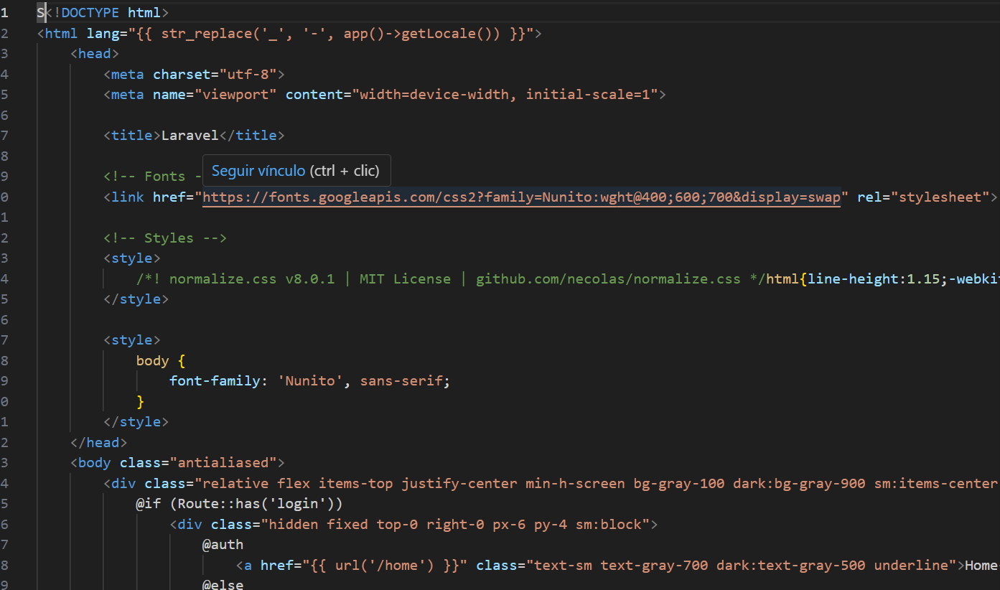 1 S<!DOCTYPE html>
2 <html lang="{{ str_replace('_', '-', app()->getLocale()) }}">
3 <head>
4 <meta charset="utf-8">
5 <meta name="viewport" content="width=device-width, initial-scale=1">
6
7 <title>Laravel</title>
8
Seguir vínculo (ctrl + clic)
9 <!-- Fonts -
0 <link href="https://fonts.googleapis.com/css2?family=Nunito:wght@400;600;700&display=swap" rel="stylesheet">
1
2 <!-- Styles -->
3 <style>
4 /*! normalize.css v8.0.1 | MIT License | github.com/necolas/normalize.css */html{line-height:1.15;-webkit
5 </style>
6
7 <style>
8 body {
9 font-family: 'Nunito', sans-serif;
0 }
1 </style>
2 </head>
3 <body class="antialiased">
4 <div class="relative flex items-top justify-center min-h-screen bg-gray-100 dark:bg-gray-900 sm:items-center
5 @if (Route::has('login'))
6 <div class="hidden fixed top-0 right-0 px-6 py-4 sm:block">
7 @auth
8 <a href="{{ url('/home') }}" class="text-sm text-gray-700 dark:text-gray-500 underline">Home
9 @else